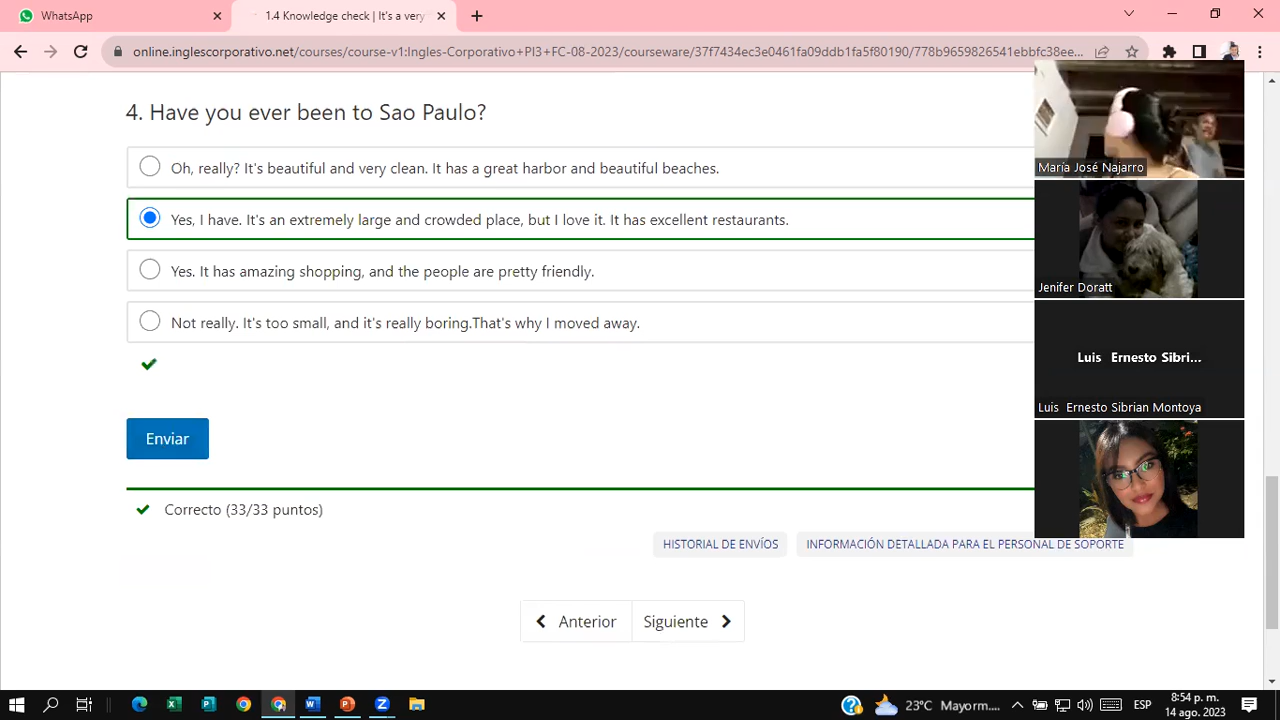 WhatsApp
1.4 Knowledge check | It's a very
online.inglescorporativo.net/courses/course-v1:Ingles-Corporativo+PI3+FC-08-2023/courseware/37f7434ec3e0461fa09ddb1fa5f80190/778b9659826541ebbfc38ee...
4. Have you ever been to Sao Paulo?
Oh, really? It's beautiful and very clean. It has a great harbor and beautiful beaches.
Yes, I have. It's an extremely large and crowded place, but I love it. It has excellent restaurants.
Yes. It has amazing shopping, and the people are pretty friendly.
Not really. It's too small, and it's really boring.That's why I moved away.
Enviar
Correcto (33/33 puntos)
HISTORIAL DE ENVÍOS
INFORMACIÓN DETALLADA PARA EL PERSONAL DE SOPORTE
Anterior
Siguiente
María José Najarro
Jenifer Doratt
Luis Ernesto Sibri...
Luis Ernesto Sibrian Montoya
23°C Mayorm....
ESP
8:54 p. m.
14 ago. 2023